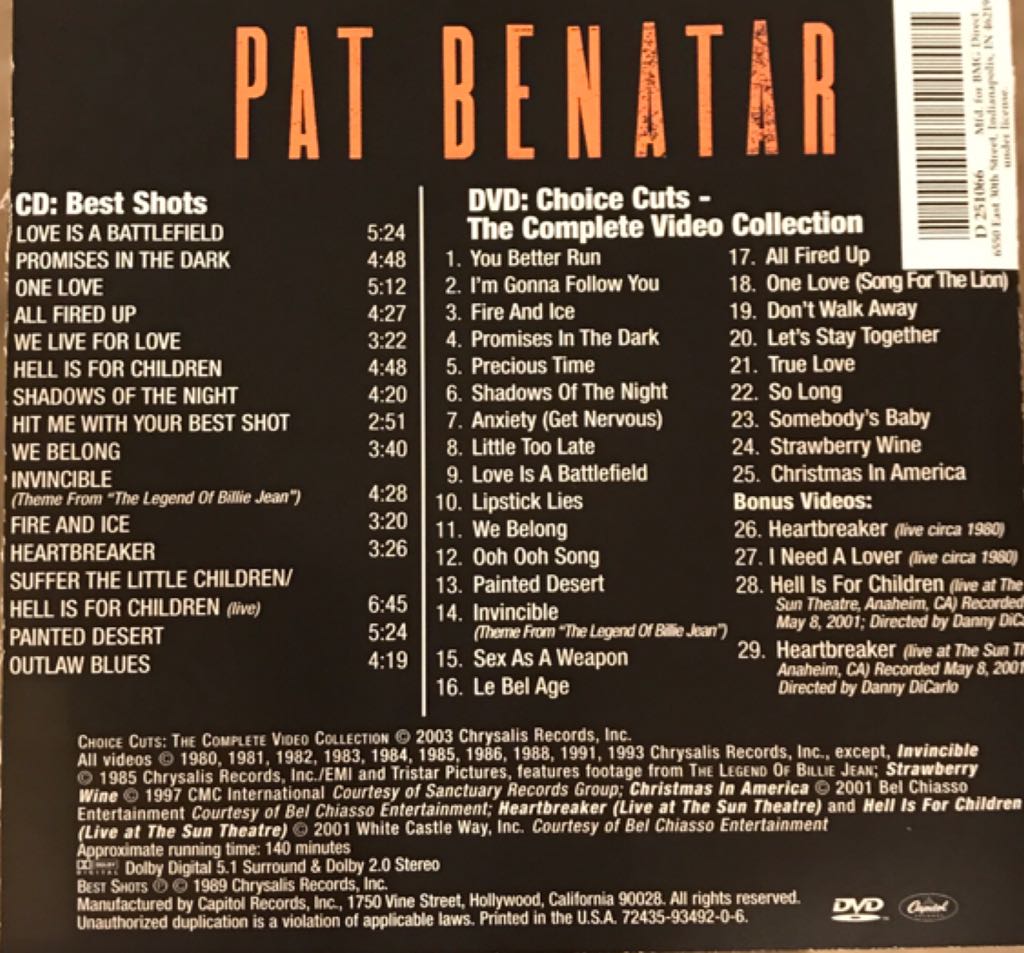 PAT BENATAR
D 251066 Mfd. for BMG Direct
6550 East 30th Street, Indianapolis, IN 46219
under license.
CD: Best Shots
LOVE IS A BATTLEFIELD 5:24
PROMISES IN THE DARK 4:48
ONE LOVE 5:12
ALL FIRED UP 4:27
WE LIVE FOR LOVE 3:22
HELL IS FOR CHILDREN 4:48
SHADOWS OF THE NIGHT 4:20
HIT ME WITH YOUR BEST SHOT 2:51
WE BELONG 3:40
INVINCIBLE
(Theme From "The Legend Of Billie Jean") 4:28
FIRE AND ICE 3:20
HEARTBREAKER 3:26
SUFFER THE LITTLE CHILDREN/
HELL IS FOR CHILDREN (live) 6:45
PAINTED DESERT 5:24
OUTLAW BLUES 4:19
DVD: Choice Cuts -
The Complete Video Collection
1. You Better Run
2. I'm Gonna Follow You
3. Fire And Ice
4. Promises In The Dark
5. Precious Time
6. Shadows Of The Night
7. Anxiety (Get Nervous)
8. Little Too Late
9. Love Is A Battlefield
10. Lipstick Lies
11. We Belong
12. Ooh Ooh Song
13. Painted Desert
14. Invincible
(Theme From "The Legend Of Billie Jean")
15. Sex As A Weapon
16. Le Bel Age
17. All Fired Up
18. One Love (Song For The Lion)
19. Don't Walk Away
20. Let's Stay Together
21. True Love
22. So Long
23. Somebody's Baby
24. Strawberry Wine
25. Christmas In America
Bonus Videos:
26. Heartbreaker (live circa 1980)
27. I Need A Lover (live circa 1980)
28. Hell Is For Children (live at The
Sun Theatre, Anaheim, CA) Recorded
May 8, 2001; Directed by Danny DiCa
29. Heartbreaker (live at The Sun Th
Anaheim, CA) Recorded May 8, 2001
Directed by Danny DiCarlo
CHOICE CUTS: THE COMPLETE VIDEO COLLECTION © 2003 Chrysalis Records, Inc.
All videos © 1980, 1981, 1982, 1983, 1984, 1985, 1986, 1988, 1991, 1993 Chrysalis Records, Inc., except, Invincible
© 1985 Chrysalis Records, Inc./EMI and Tristar Pictures, features footage from THE LEGEND OF BILLIE JEAN; Strawberry
Wine © 1997 CMC International Courtesy of Sanctuary Records Group; Christmas In America © 2001 Bel Chiasso
Entertainment Courtesy of Bel Chiasso Entertainment; Heartbreaker (Live at The Sun Theatre) and Hell Is For Children
(Live at The Sun Theatre) © 2001 White Castle Way, Inc. Courtesy of Bel Chiasso Entertainment
Approximate running time: 140 minutes
Dolby Digital 5.1 Surround & Dolby 2.0 Stereo
BEST SHOTS ℗ © 1989 Chrysalis Records, Inc.
Manufactured by Capitol Records, Inc., 1750 Vine Street, Hollywood, California 90028. All rights reserved.
Unauthorized duplication is a violation of applicable laws. Printed in the U.S.A. 72435-93492-0-6.
DVD Capitol